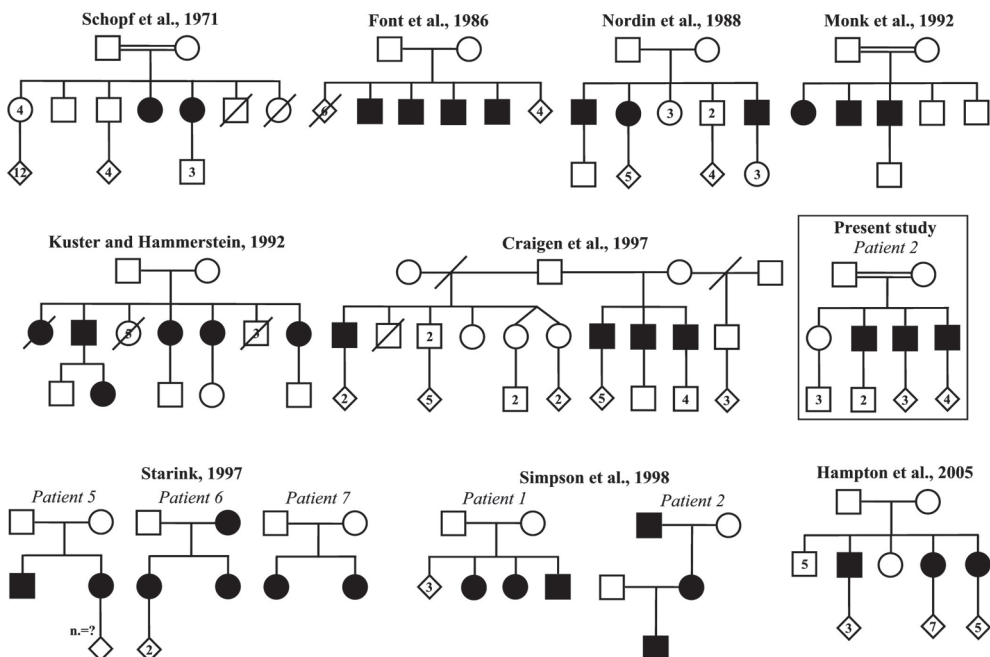 Schopf et al., 1971
Font et al., 1986
Nordin et al., 1988
Monk et al., 1992
4
12
4
3
6
4
3
2
5
4
3
Kuster and Hammerstein, 1992
Craigen et al., 1997
Present study
Patient 2
5
3
2
2
5
2
2
5
4
3
3
2
3
4
Starink, 1997
Patient 5
Patient 6
Patient 7
n.=?
2
Simpson et al., 1998
Patient 1
Patient 2
3
Hampton et al., 2005
5
3
7
5